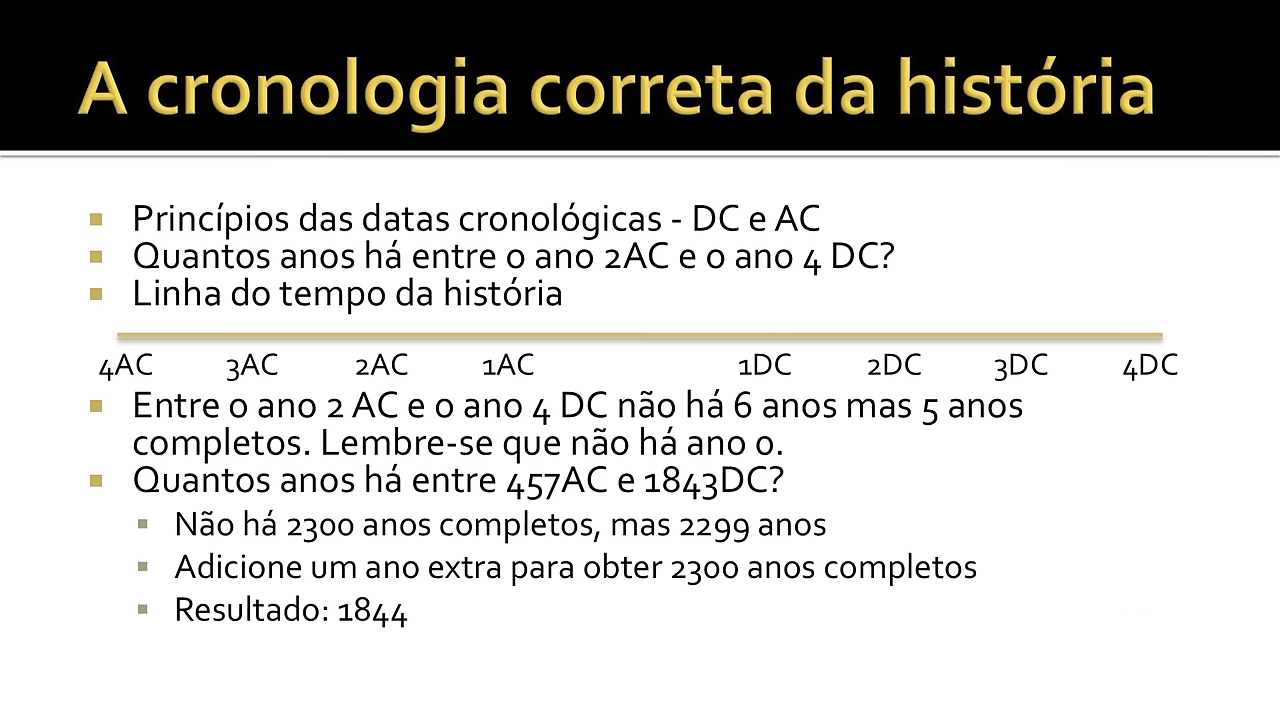 A cronologia correta da história
Princípios das datas cronológicas - DC e AC
Quantos anos há entre o ano 2AC e o ano 4 DC?
Linha do tempo da história
4AC 3AC 2AC 1AC 1DC 2DC 3DC 4DC
Entre o ano 2 AC e o ano 4 DC não há 6 anos mas 5 anos
completos. Lembre-se que não há ano 0.
Quantos anos há entre 457AC e 1843DC?
Não há 2300 anos completos, mas 2299 anos
Adicione um ano extra para obter 2300 anos completos
Resultado: 1844